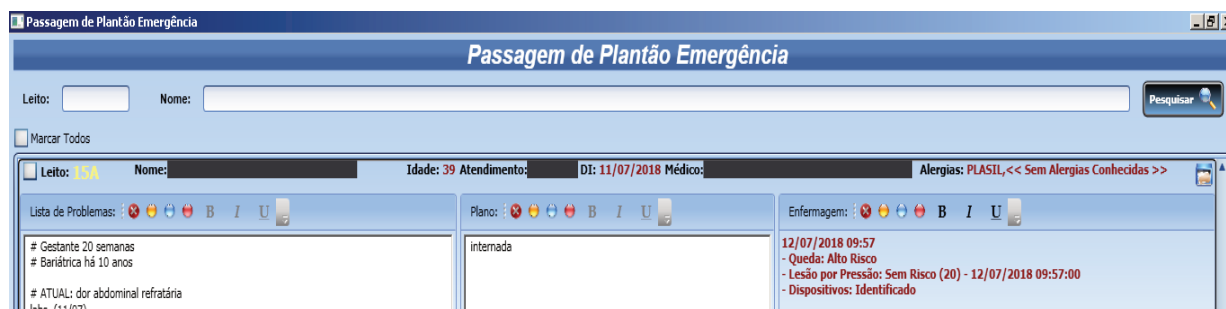 Passagem de Plantão Emergência
Passagem de Plantão Emergência
Leito: Nome: Pesquisar
Marcar Todos
Leito: 15A Nome: Idade: 39 Atendimento: DI: 11/07/2018 Médico: Alergias: PLASIL,<< Sem Alergias Conhecidas >>
Lista de Problemas: B I U Plano: B I U Enfermagem: B I U
# Gestante 20 semanas
# Bariátrica há 10 anos
# ATUAL: dor abdominal refratária
(11/07)
internada
12/07/2018 09:57
- Queda: Alto Risco
- Lesão por Pressão: Sem Risco (20) - 12/07/2018 09:57:00
- Dispositivos: Identificado